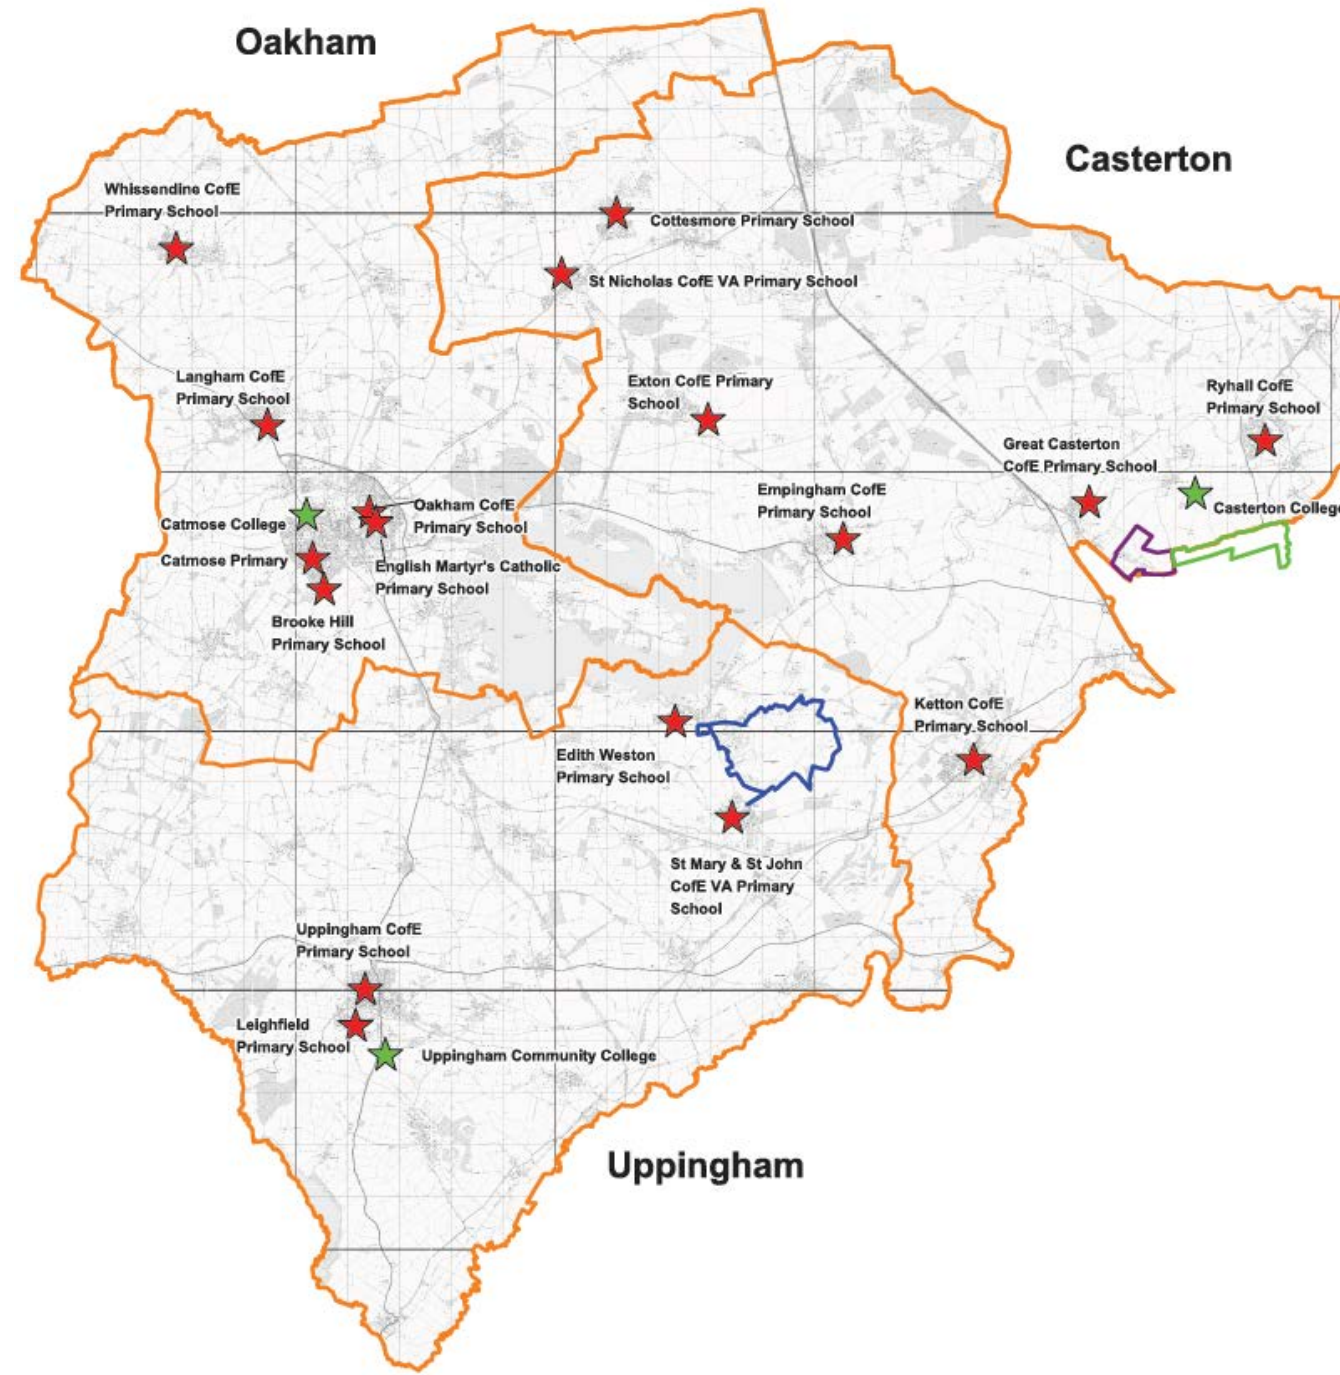 Oakham
Casterton
Whissendine CofE
Primary School
Cottesmore Primary School
St Nicholas CofE VA Primary School
Langham CofE
Primary School
Exton CofE Primary
School
Ryhall CofE
Primary School
Great Casterton
CofE Primary School
Empingham CofE
Primary School
Oakham CofE
Primary School
Casterton College
Catmose College
Catmose Primary
English Martyr's Catholic
Primary School
Brooke Hill
Primary School
Ketton CofE
Primary School
Edith Weston
Primary School
St Mary & St John
CofE VA Primary
School
Uppingham CofE
Primary School
Leighfield
Primary School
Uppingham Community College
Uppingham